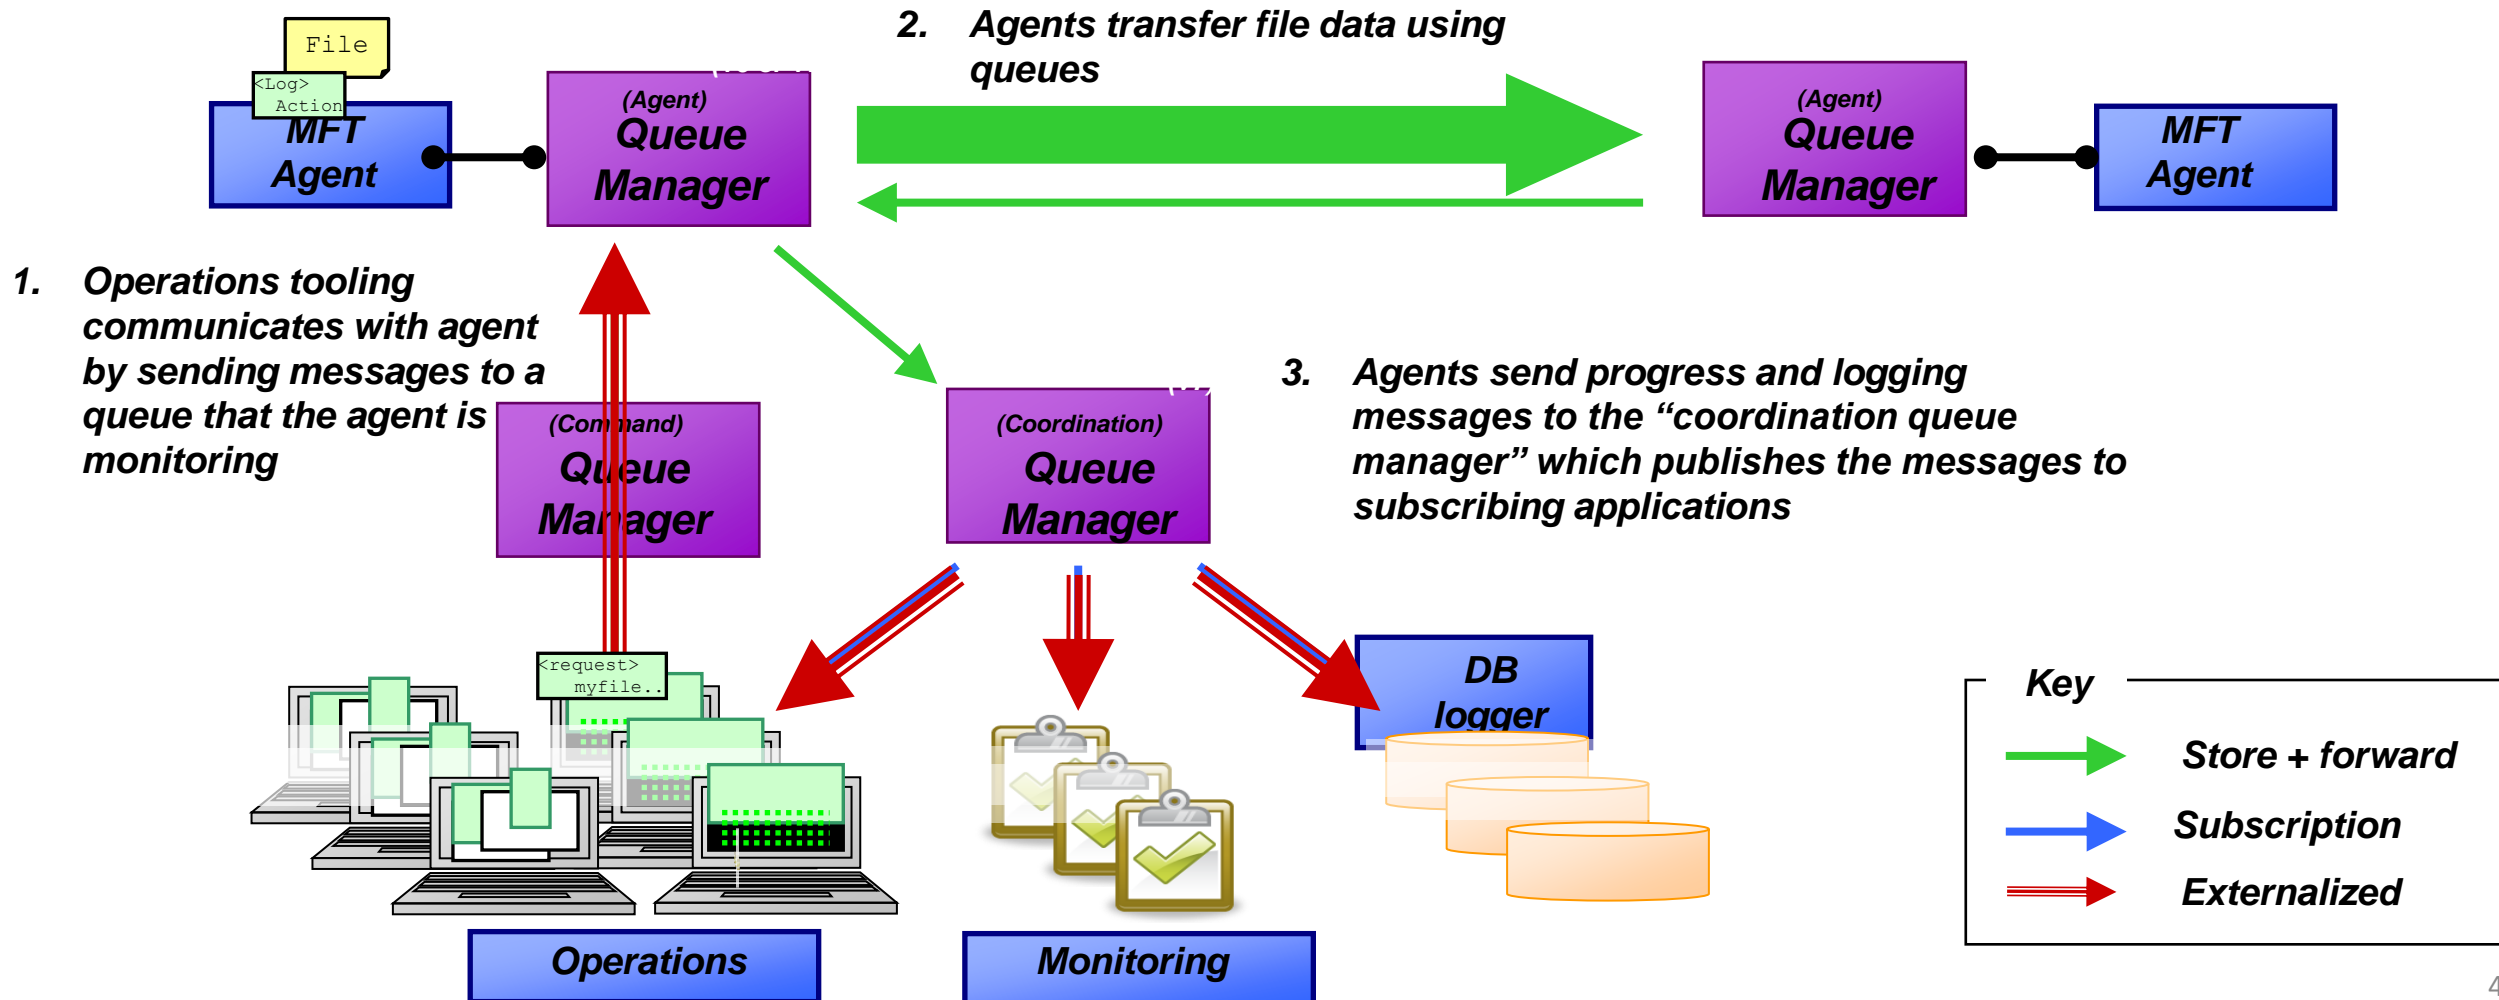 File
<Log>
Action
MFT
Agent
(Agent)
Queue
Manager
2. Agents transfer file data using
queues
(Agent)
Queue
Manager
MFT
Agent
1. Operations tooling
communicates with agent
by sending messages to a
queue that the agent is
monitoring
(Command)
Queue
Manager
(Coordination)
Queue
Manager
3. Agents send progress and logging
messages to the “coordination queue
manager” which publishes the messages to
subscribing applications
<request>
myfile..
DB
logger
Operations
Monitoring
Key
Store + forward
Subscription
Externalized
4